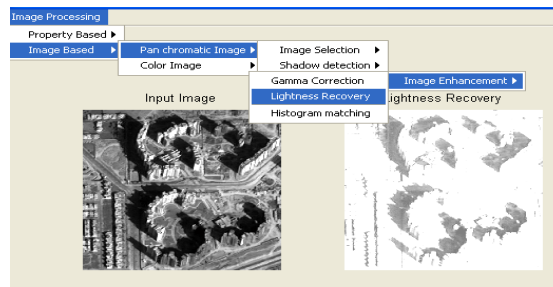 Image Processing
Property Based
Image Based
Pan chromatic Image
Image Selection
Color Image
Shadow detection
Gamma Correction
Image Enhancement
Lightness Recovery
Histogram matching
Input Image
ightness Recovery